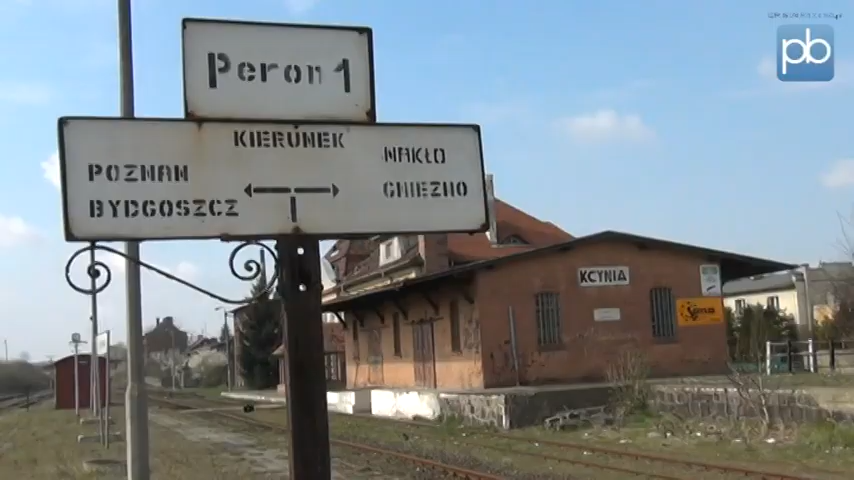 pb
Peron 1
KIERUNEK
POZNAŃ
BYDGOSZCZ
NAKŁO
GNIEZNO
KCYNIA